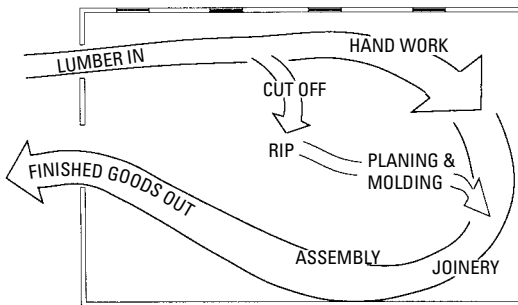 LUMBER IN
HAND WORK
CUT OFF
RIP
PLANING &
MOLDING
FINISHED GOODS OUT
ASSEMBLY
JOINERY